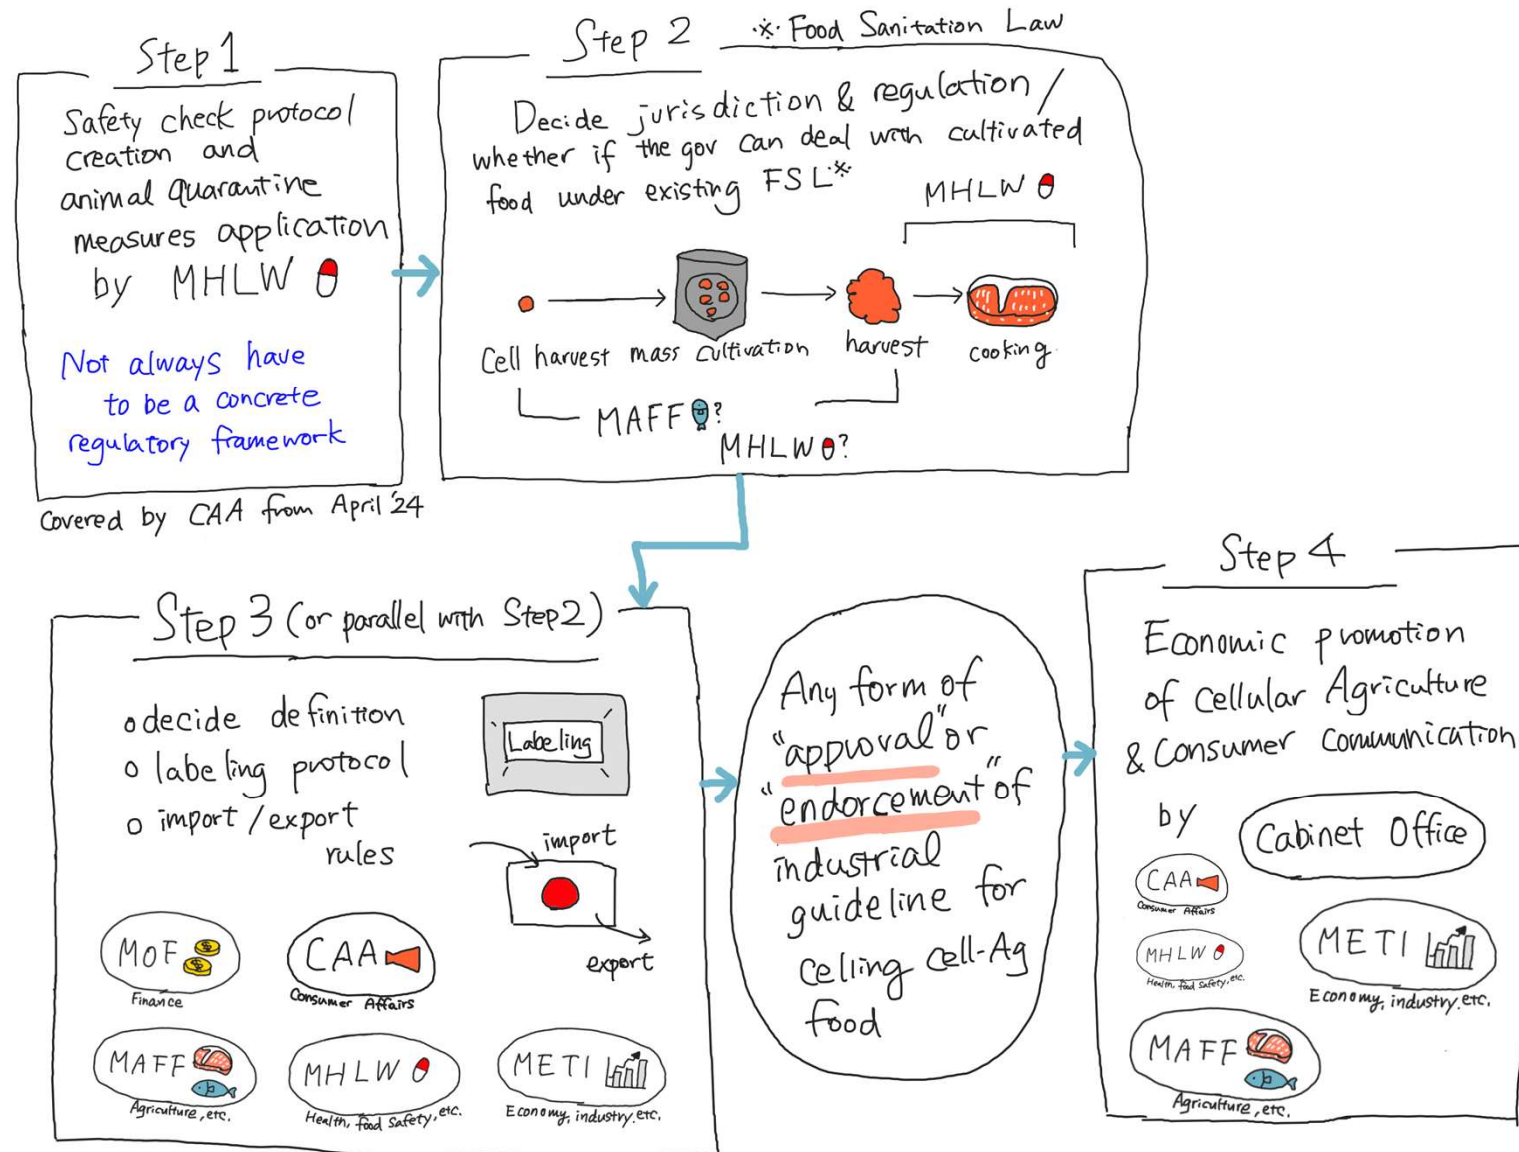 Step 1
Safety check protocol
creation and
animal quarantine
measures application
by MHLW
Not always have
to be a concrete
regulatory framework
Covered by CAA from April '24
Step 2
※ Food Sanitation Law
Decide jurisdiction & regulation /
whether if the gov can deal with cultivated
food under existing FSL※
MHLW
Cell harvest
mass cultivation
harvest
cooking
MAFF ?
MHLW ?
Step 3 (or parallel with Step2)
decide definition
labeling protocol
import / export
rules
Labeling
import
export
MOF
Finance
CAA
Consumer Affairs
MAFF
Agriculture, etc.
MHLW
Health, food Safety, etc.
METI
Economy, industry. etc.
Any form of
"approval" or
"endorcement" of
industrial
guideline for
celling cell-Ag
food
Step 4
Economic promotion
of Cellular Agriculture
& Consumer Communication
by
Cabinet Office
CAA
Consumer Affairs
MHLW
Health, food Safety, etc.
METI
Economy, industry, etc.
MAFF
Agriculture, etc.